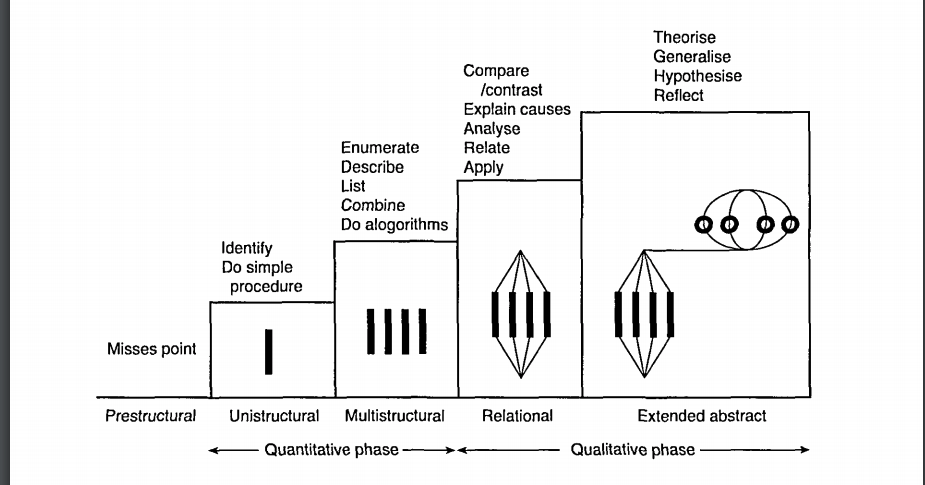 Theorise
Generalise
Hypothesise
Reflect
Compare
/contrast
Explain causes
Analyse
Relate
Apply
Enumerate
Describe
List
Combine
Do alogorithms
Identify
Do simple
procedure
Misses point
Prestructural
Unistructural
Multistructural
Relational
Extended abstract
Quantitative phase
Qualitative phase